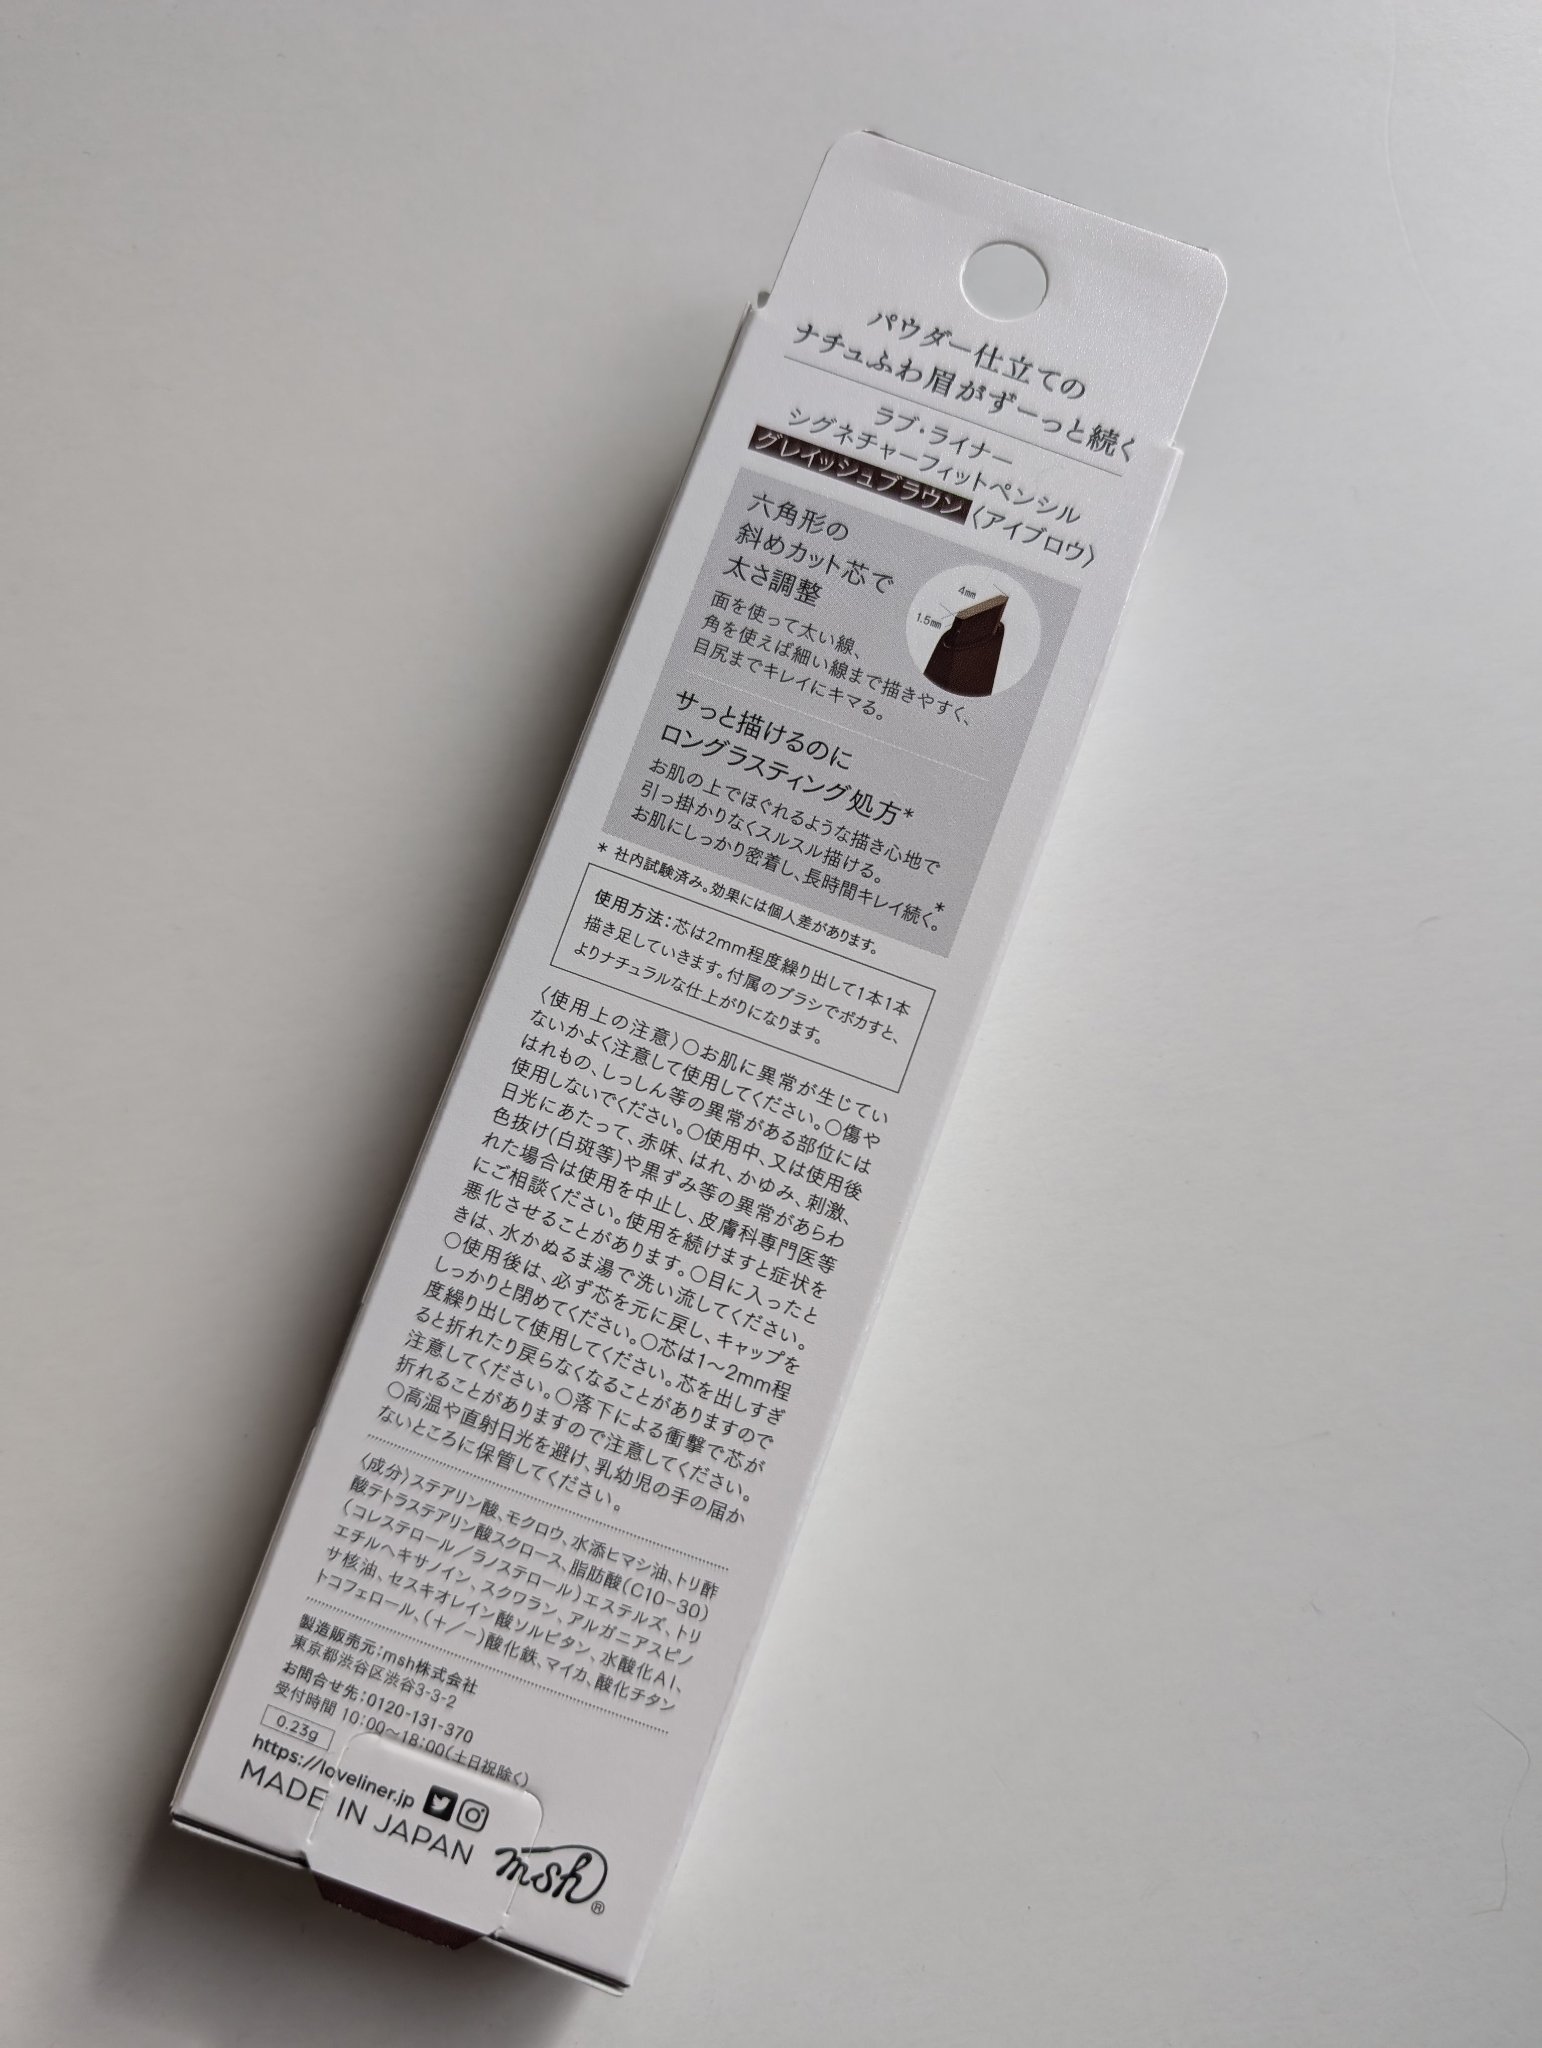 パウダー仕立ての
ナチュふわ眉がずーっと続く
ラブ・ライナー
シグネチャーフィットペンシル
グレイッシュブラウン〈アイブロウ〉
六角形の
斜めカット芯で
太さ調整
面を使って太い線、
角を使えば細い線まで描きやすく、
目尻までキレイにキマる。
4mm
1.5mm
サっと描けるのに
ロングラスティング処方*
お肌の上でほぐれるような描き心地で
引っ掛かりなくスルスル描ける。
お肌にしっかり密着し、長時間キレイ続く。*
* 社内試験済み。効果には個人差があります。
使用方法：芯は2mm程度繰り出して1本1本
描き足していきます。付属のブラシでボカすと、
よりナチュラルな仕上がりになります。
〈使用上の注意〉○お肌に異常が生じてい
ないかよく注意して使用してください。○傷や
はれもの、しっしん等の異常がある部位には
使用しないでください。○使用中、又は使用後
日光にあたって、赤味、はれ、かゆみ、刺激、
色抜け(白斑等)や黒ずみ等の異常があらわ
れた場合は使用を中止し、皮膚科専門医等
にご相談ください。使用を続けますと症状を
悪化させることがあります。○目に入ったと
きは、水かぬるま湯で洗い流してください。
○使用後は、必ず芯を元に戻し、キャップを
しっかりと閉めてください。○芯は1～2mm程
度繰り出して使用してください。芯を出しすぎ
ると折れたり戻らなくなることがありますので
注意してください。○落下による衝撃で芯が
折れることがありますので注意してください。
○高温や直射日光を避け、乳幼児の手の届か
ないところに保管してください。
〈成分〉ステアリン酸、モクロウ、水添ヒマシ油、トリ酢
酸テトラステアリン酸スクロース、脂肪酸(C10-30)
(コレステロール／ラノステロール)エステルズ、トリ
エチルヘキサノイン、スクワラン、アルガニアスピノ
サ核油、セスキオレイン酸ソルビタン、水酸化Al、
トコフェロール、(＋／－)酸化鉄、マイカ、酸化チタン
製造販売元：msh株式会社
東京都渋谷区渋谷3-3-2
お問合せ先：0120-131-370
受付時間 10:00～18:00(土日祝除く)
0.23g
https://loveliner.jp
MADE IN JAPAN
msh®